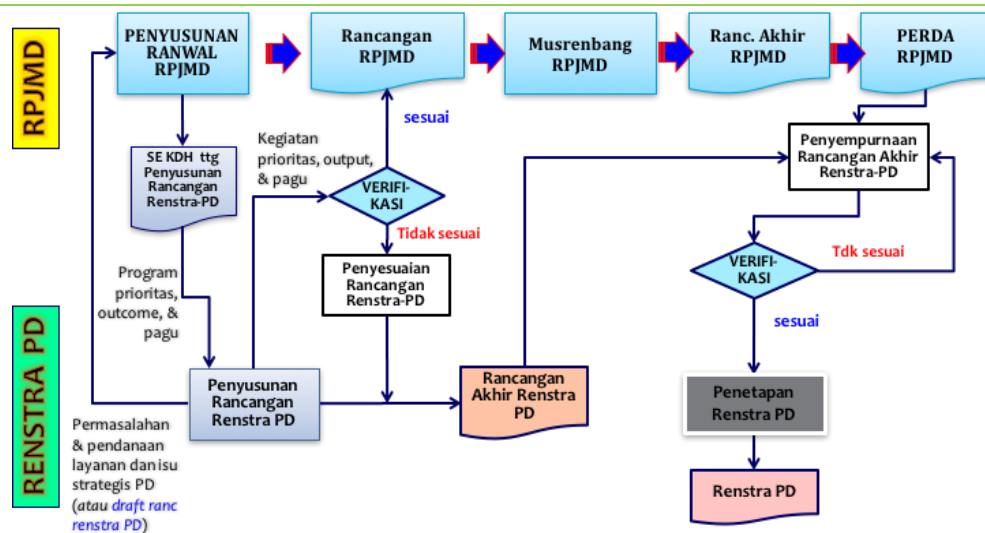 RPJMD
PENYUSUNAN
RANWAL
RPJMD
Rancangan
RPJMD
Musrenbang
RPJMD
Ranc. Akhir
RPJMD
PERDA
RPJMD
SE KDH ttg
Penyusunan
Rancangan
Renstra-PD
Kegiatan
prioritas, output,
& pagu
sesuai
VERIFI-
KASI
Tidak sesuai
Penyesuaian
Rancangan
Renstra-PD
Penyempurnaan
Rancangan Akhir
Renstra-PD
VERIFI-
KASI
Tdk sesuai
sesuai
RENSTRA PD
Program
prioritas,
outcome, &
pagu
Penyusunan
Rancangan
Renstra PD
Rancangan
Akhir Renstra
PD
Penetapan
Renstra PD
Renstra PD
Permasalahan
& pendanaan
layanan dan isu
strategis PD
(atau draft ranc
renstra PD)